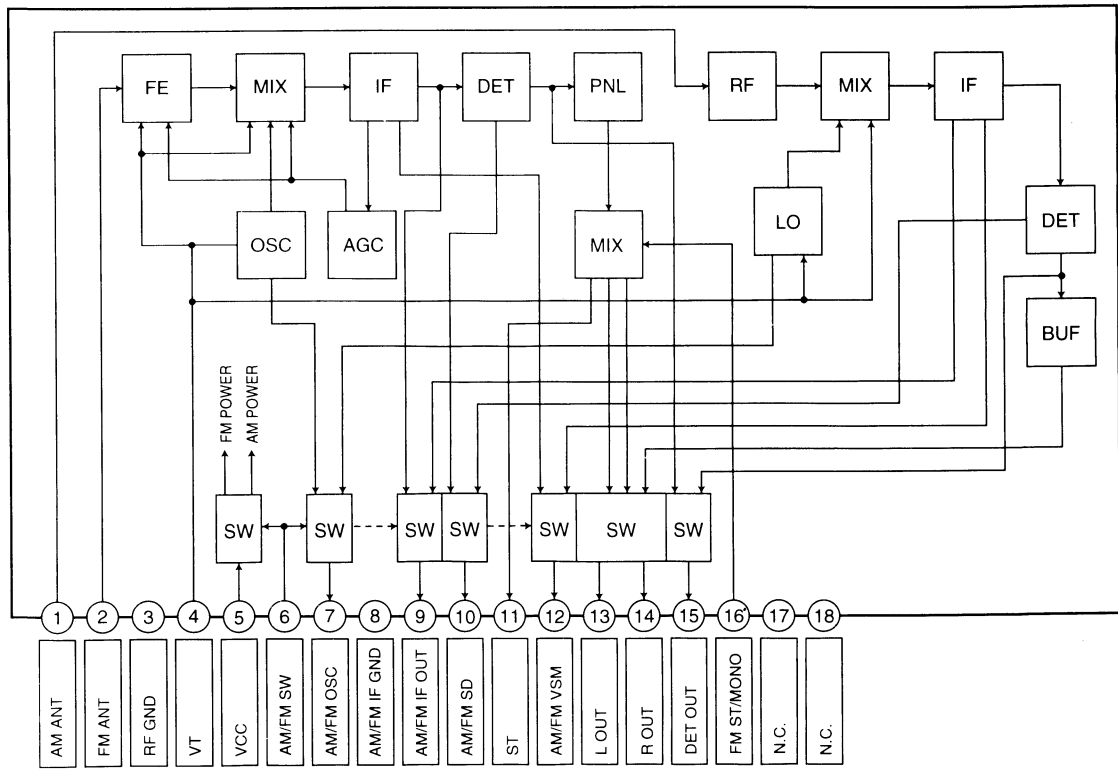 FE
MIX
IF
DET
PNL
RF
MIX
IF
OSC
AGC
MIX
LO
DET
BUF
FM POWER
AM POWER
SW
SW
SW
SW
SW
SW
SW
1
2
3
4
5
6
7
8
9
10
11
12
13
14
15
16
17
18
AM ANT
FM ANT
RF GND
VT
VCC
AM/FM SW
AM/FM OSC
AM/FM IF GND
AM/FM IF OUT
AM/FM SD
ST
AM/FM VSM
L OUT
R OUT
DET OUT
FM ST/MONO
N.C.
N.C.